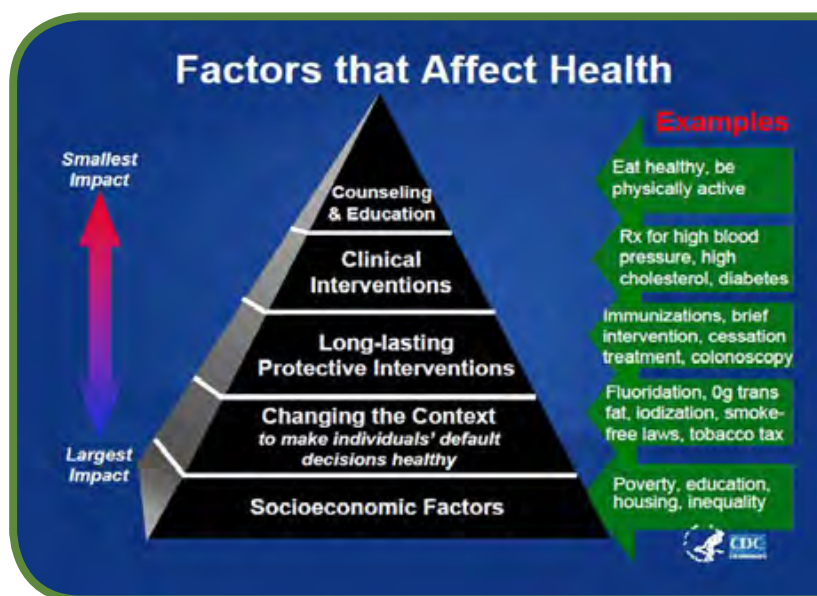 Factors that Affect Health
Examples
Smallest
Impact
Largest
Impact
Counseling
& Education
Eat healthy, be
physically active
Clinical
Interventions
Rx for high blood
pressure, high
cholesterol, diabetes
Long-lasting
Protective Interventions
Immunizations, brief
intervention, cessation
treatment, colonoscopy
Changing the Context
to make individuals' default
decisions healthy
Fluoridation, 0g trans
fat, iodization, smoke-
free laws, tobacco tax
Socioeconomic Factors
Poverty, education,
housing, inequality
CDC